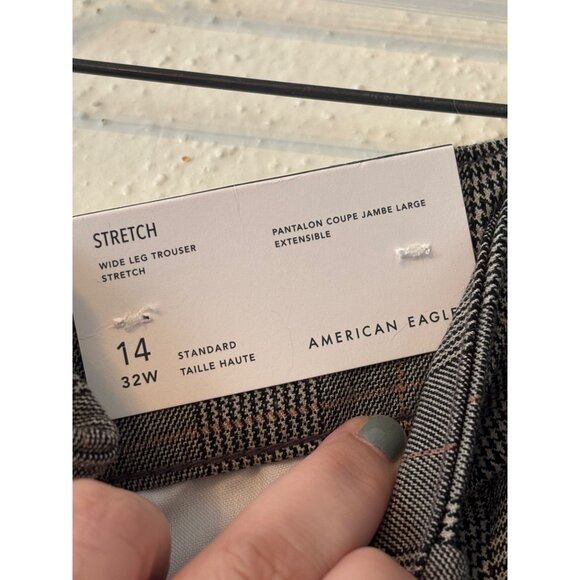 STRETCH
WIDE LEG TROUSER
STRETCH
PANTALON COUPE JAMBE LARGE
EXTENSIBLE
14
32W
STANDARD
TAILLE HAUTE
AMERICAN EAGLE